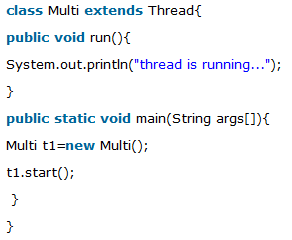 class Multi extends Thread{
public void run(){
System.out.println("thread is running...");
}
public static void main(String args[]){
Multi t1=new Multi();
t1.start();
}
}